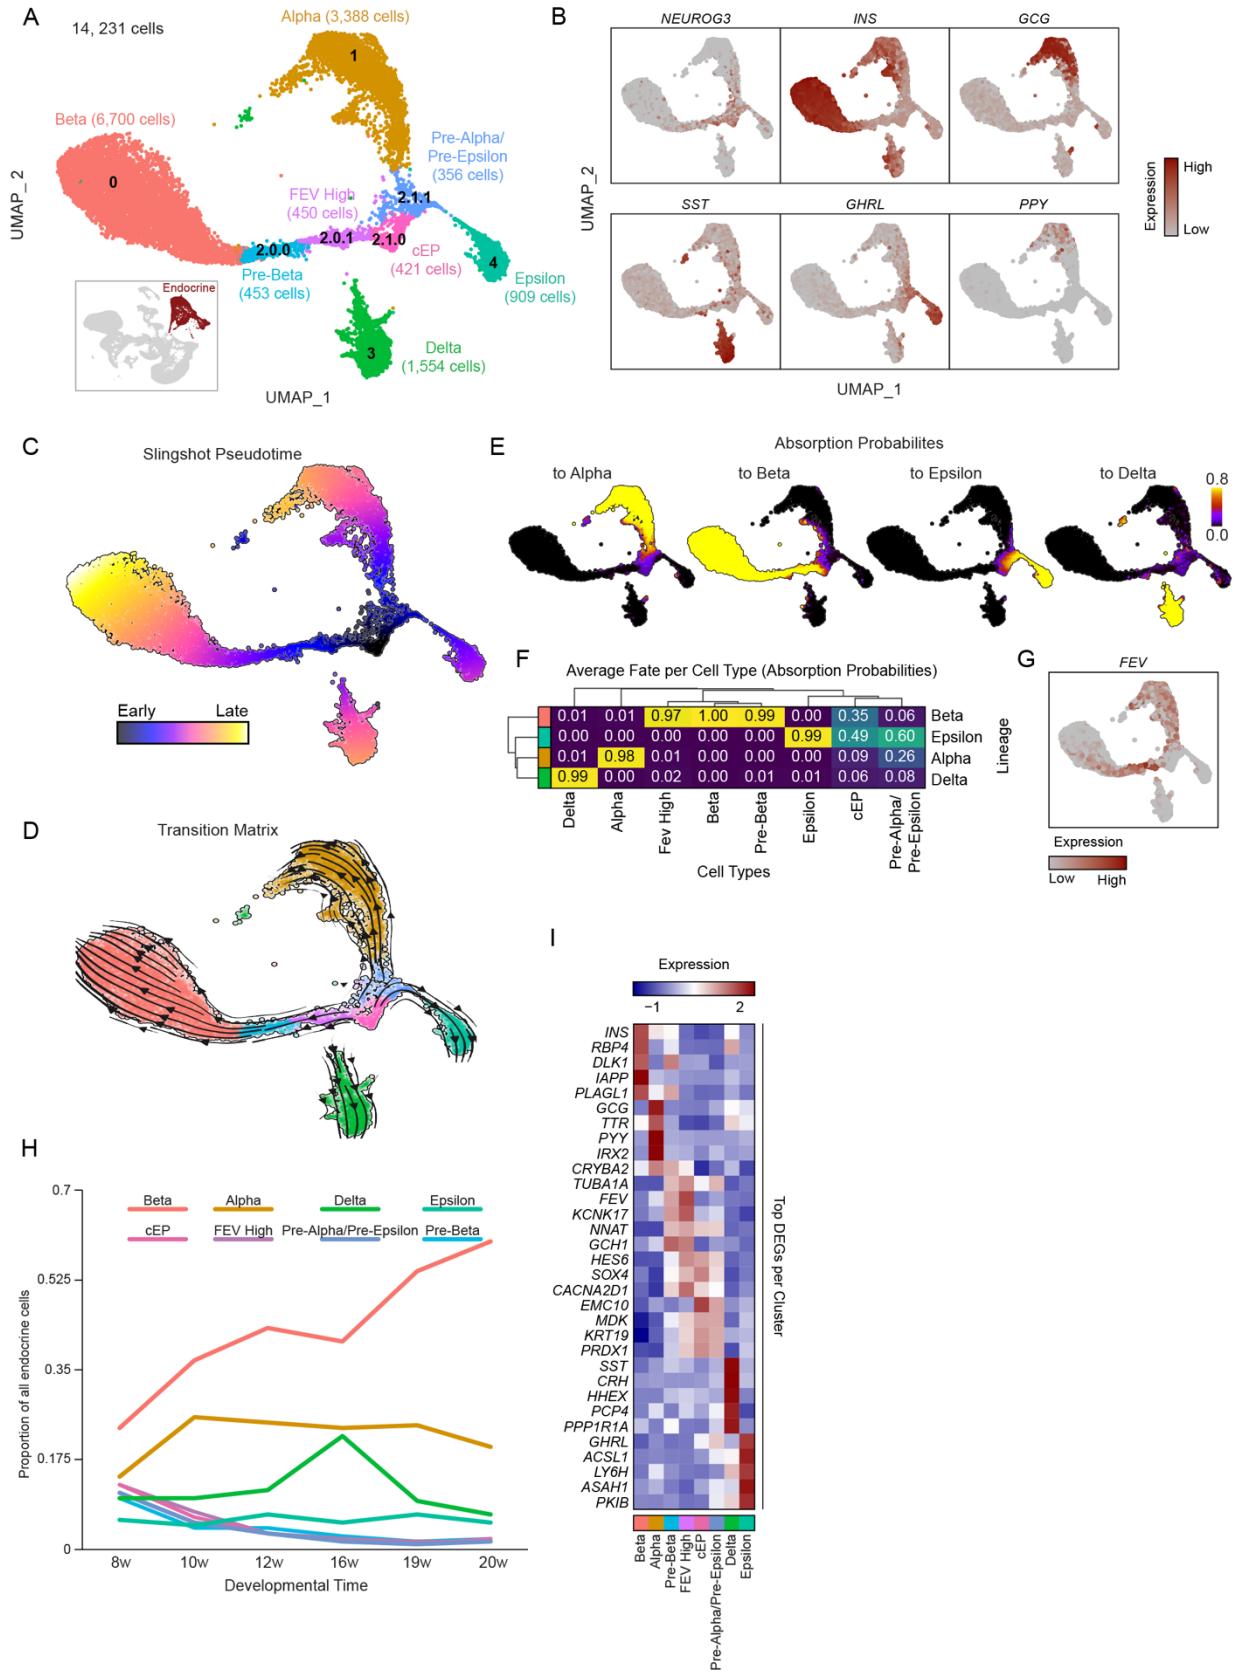 A
14, 231 cells
Alpha (3,388 cells)
1
Beta (6,700 cells)
0
Pre-Alpha/
Pre-Epsilon
(356 cells)
FEV High
(450 cells)
2.1.1
2.0.0
2.0.1
2.1.0
Pre-Beta
(453 cells)
cEP
(421 cells)
4
Epsilon
(909 cells)
Endocrine
3
Delta
(1,554 cells)
UMAP_2
UMAP_1
B
NEUROG3
INS
GCG
SST
GHRL
PPY
UMAP_2
UMAP_1
Expression
High
Low
C
Slingshot Pseudotime
Early
Late
D
Transition Matrix
E
Absorption Probabilites
to Alpha
to Beta
to Epsilon
to Delta
0.8
0.0
F
Average Fate per Cell Type (Absorption Probabilities)
0.01 0.01 0.97 1.00 0.99 0.00 0.35 0.06 Beta
0.00 0.00 0.00 0.00 0.00 0.99 0.49 0.60 Epsilon
0.01 0.98 0.01 0.00 0.00 0.00 0.09 0.26 Alpha
0.99 0.00 0.02 0.00 0.01 0.01 0.06 0.08 Delta
Lineage
Delta
Alpha
Fev High
Beta
Pre-Beta
Epsilon
cEP
Pre-Alpha/
Pre-Epsilon
Cell Types
G
FEV
Expression
Low
High
H
0.7
0.525
0.35
0.175
0
Proportion of all endocrine cells
Beta
Alpha
Delta
Epsilon
cEP
FEV High
Pre-Alpha/Pre-Epsilon
Pre-Beta
8w
10w
12w
16w
19w
20w
Developmental Time
I
Expression
−1
2
INS
RBP4
DLK1
IAPP
PLAGL1
GCG
TTR
PYY
IRX2
CRYBA2
TUBA1A
FEV
KCNK17
NNAT
GCH1
HES6
SOX4
CACNA2D1
EMC10
MDK
KRT19
PRDX1
SST
CRH
HHEX
PCP4
PPP1R1A
GHRL
ACSL1
LY6H
ASAH1
PKIB
Top DEGs per Cluster
Beta
Alpha
Pre-Beta
FEV High
cEP
Pre-Alpha/Pre-Epsilon
Delta
Epsilon